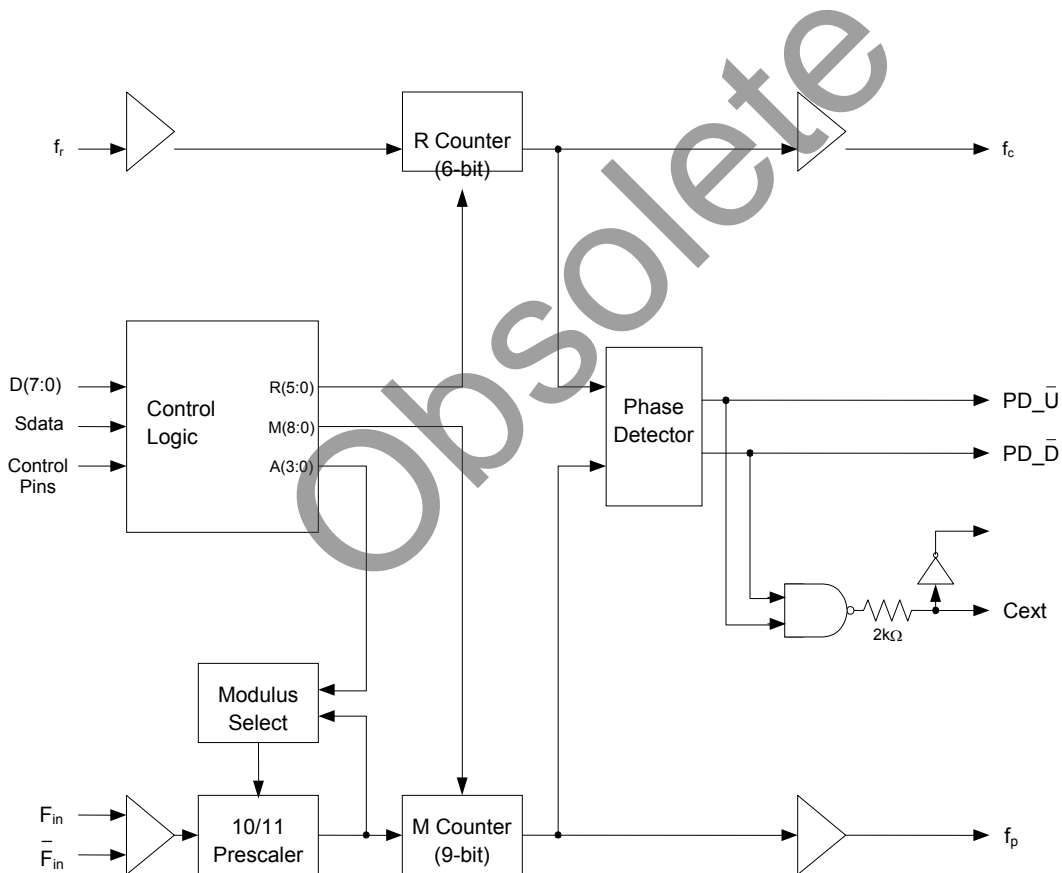 Obsolete
f_r
R Counter
(6-bit)
f_c
D(7:0)
Sdata
Control
Pins
Control
Logic
R(5:0)
M(8:0)
A(3:0)
Phase
Detector
PD_U̅
PD_D̅
2kΩ
Cext
Modulus
Select
F_in
F̅_in
10/11
Prescaler
M Counter
(9-bit)
f_p